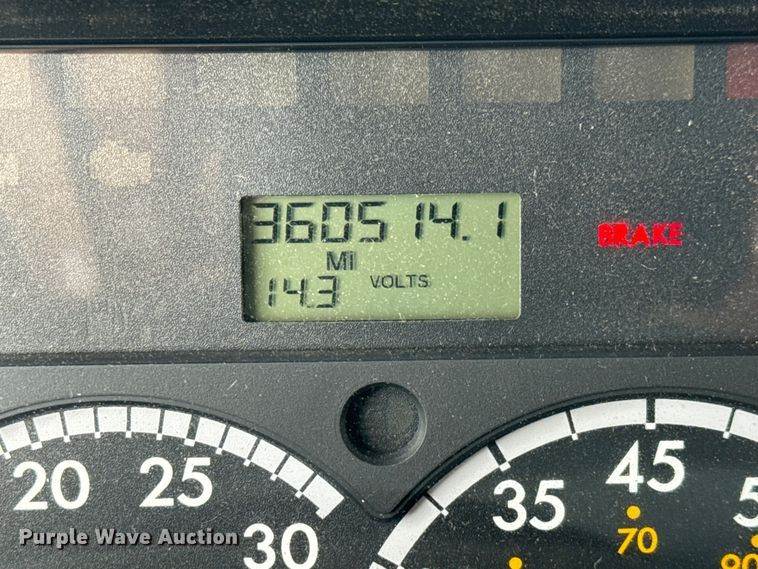 360514.1
MI
14.3 VOLTS
BRAKE
20 25 30
35 45
70
Purple Wave Auction